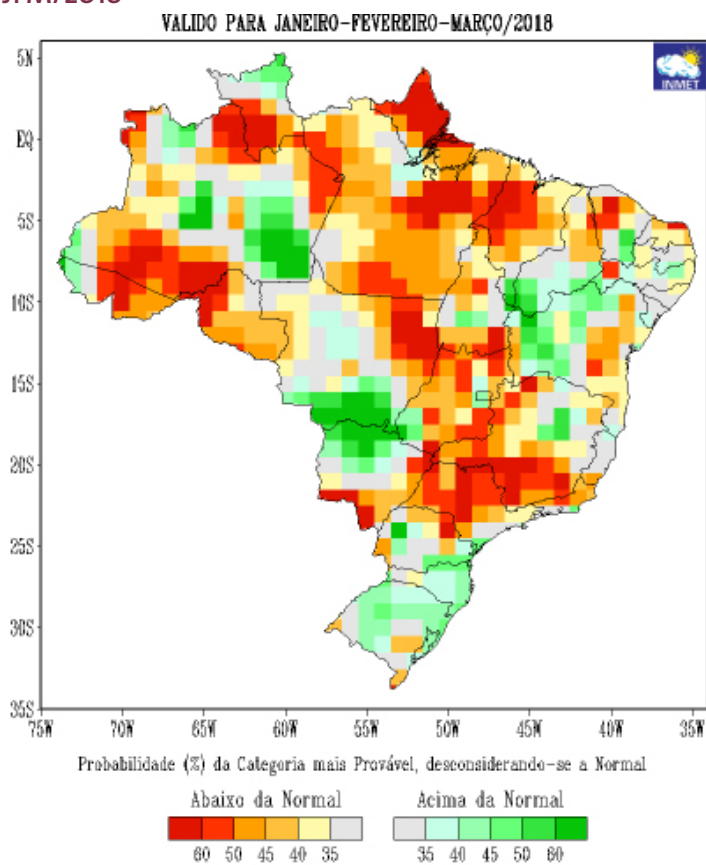 JFM/2018
VALIDO PARA JANEIRO-FEVEREIRO-MARÇO/2018
INMET
5N
EQ
5S
10S
15S
20S
25S
30S
35S
75W 70W 65W 60W 55W 50W 45W 40W 35W
Probabilidade (%) da Categoria mais Provável, desconsiderando-se a Normal
Abaixo da Normal Acima da Normal
60 50 45 40 35 35 40 45 50 60